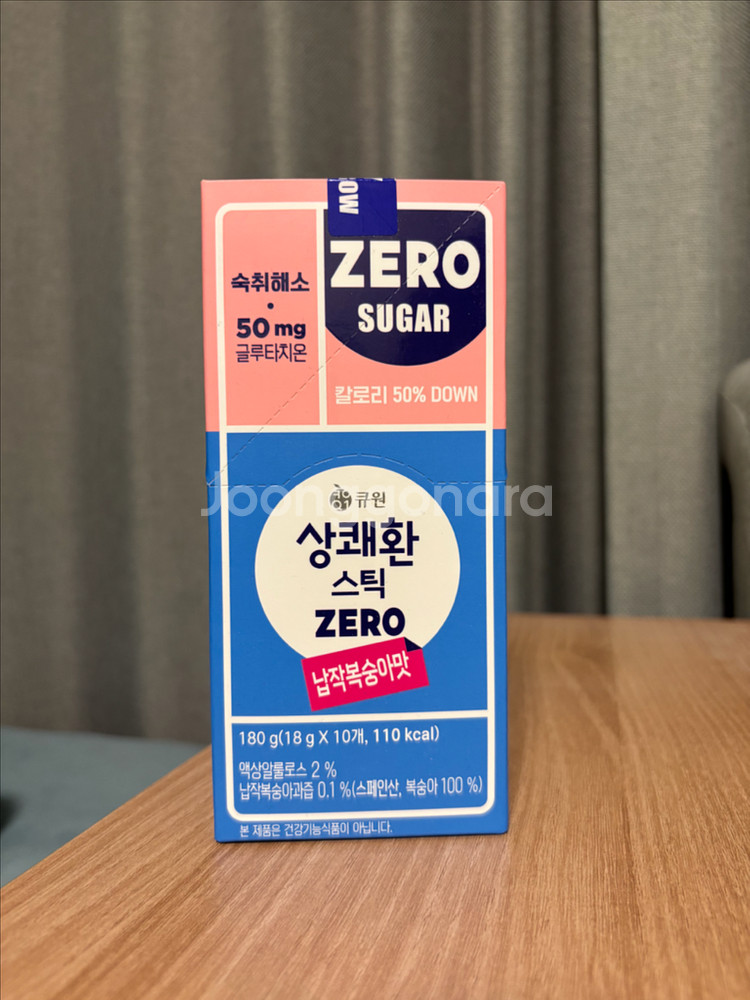 숙취해소
•
50 mg
글루타치온
ZERO
SUGAR
칼로리 50% DOWN
Joonggonara
큐원
상쾌환
스틱
ZERO
납작복숭아맛
180 g(18 g X 10개, 110 kcal)
액상알룰로스 2 %
납작복숭아과즙 0.1 %(스페인산, 복숭아 100 %)
본 제품은 건강기능식품이 아닙니다.